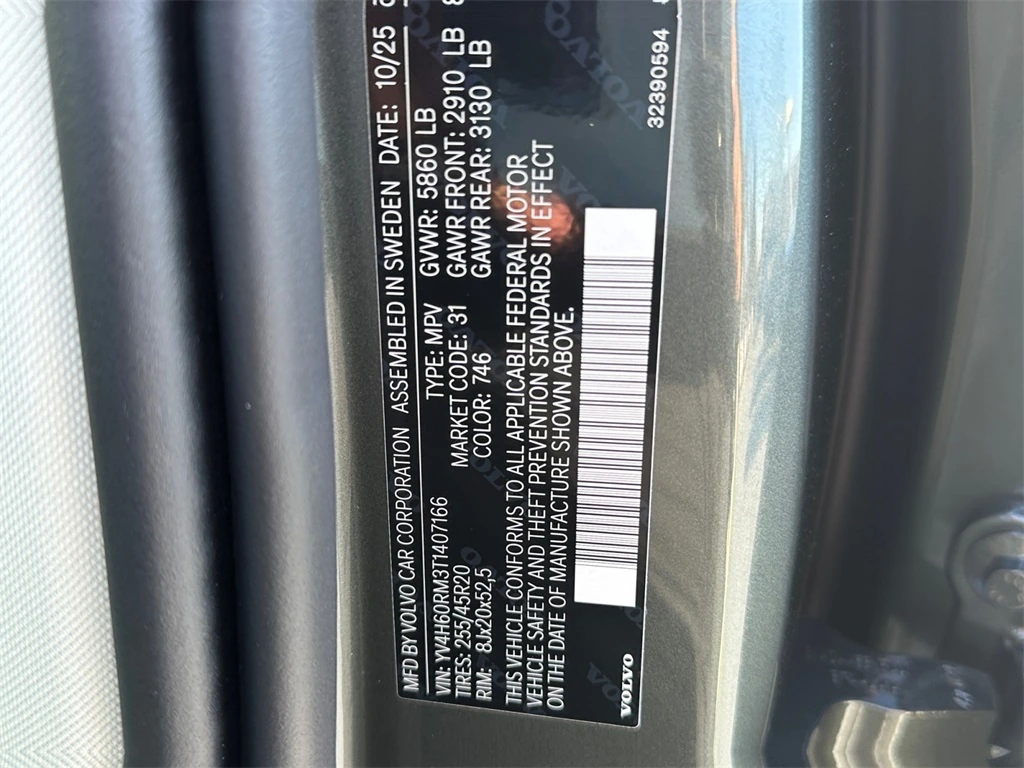 MFD BY VOLVO CAR CORPORATION ASSEMBLED IN SWEDEN DATE: 10/25
VIN: YV4H60RM3T1407166 TYPE: MPV GVWR: 5860 LB
TIRES: 255/45R20 MARKET CODE: 31 GAWR FRONT: 2910 LB
RIM: 8Jx20x52,5 COLOR: 746 GAWR REAR: 3130 LB
THIS VEHICLE CONFORMS TO ALL APPLICABLE FEDERAL MOTOR
VEHICLE SAFETY AND THEFT PREVENTION STANDARDS IN EFFECT
ON THE DATE OF MANUFACTURE SHOWN ABOVE.
VOLVO
32390594